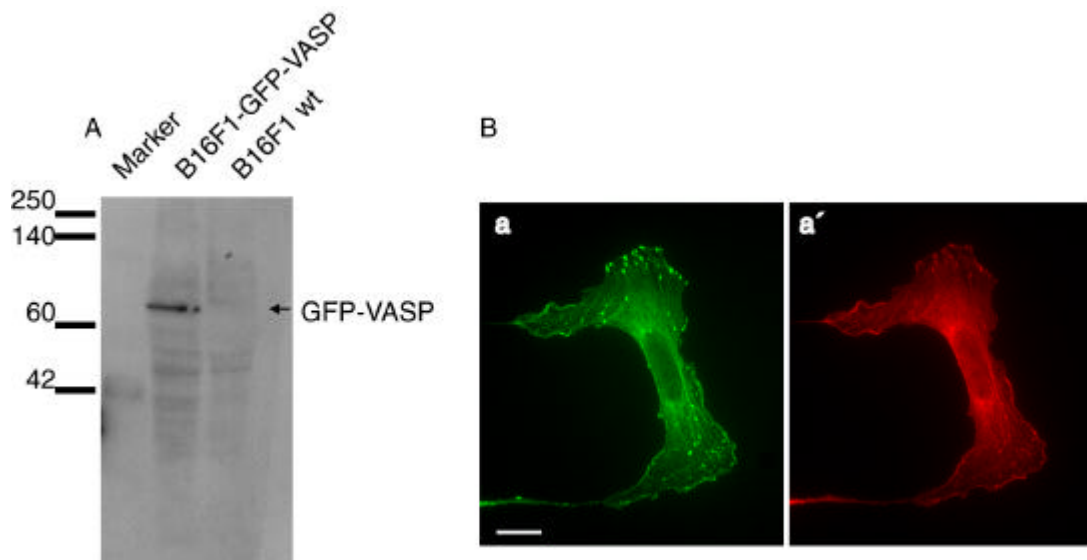 A
Marker
B16F1-GFP-VASP
B16F1 wt
250
140
60
42
GFP-VASP
B
a
a´